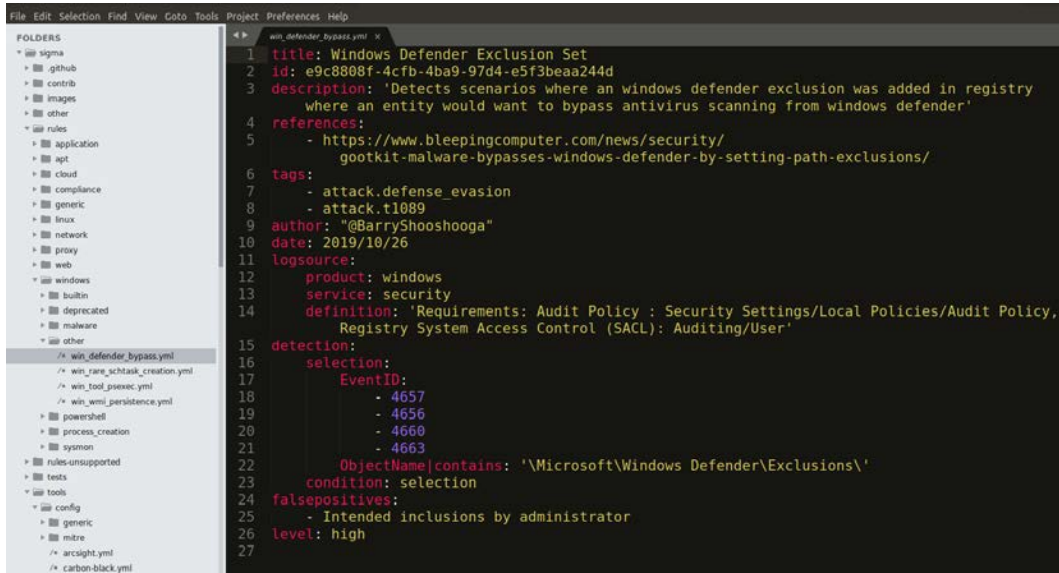 File Edit Selection Find View Goto Tools Project Preferences Help
FOLDERS
sigma
.github
contrib
images
other
rules
application
apt
cloud
compliance
generic
linux
network
proxy
web
windows
builtin
deprecated
malware
other
/* win_defender_bypass.yml
/* win_rare_schtask_creation.yml
/* win_tool_psexec.yml
/* win_wmi_persistence.yml
powershell
process_creation
sysmon
rules-unsupported
tests
tools
config
generic
mitre
/* arcsight.yml
/* carbon-black.yml
win_defender_bypass.yml ×
1 title: Windows Defender Exclusion Set
2 id: e9c8808f-4cfb-4ba9-97d4-e5f3beaa244d
3 description: 'Detects scenarios where an windows defender exclusion was added in registry
where an entity would want to bypass antivirus scanning from windows defender'
4 references:
5 - https://www.bleepingcomputer.com/news/security/
gootkit-malware-bypasses-windows-defender-by-setting-path-exclusions/
6 tags:
7 - attack.defense_evasion
8 - attack.t1089
9 author: "@BarryShooshooga"
10 date: 2019/10/26
11 logsource:
12 product: windows
13 service: security
14 definition: 'Requirements: Audit Policy : Security Settings/Local Policies/Audit Policy,
Registry System Access Control (SACL): Auditing/User'
15 detection:
16 selection:
17 EventID:
18 - 4657
19 - 4656
20 - 4660
21 - 4663
22 ObjectName|contains: '\Microsoft\Windows Defender\Exclusions\'
23 condition: selection
24 falsepositives:
25 - Intended inclusions by administrator
26 level: high
27